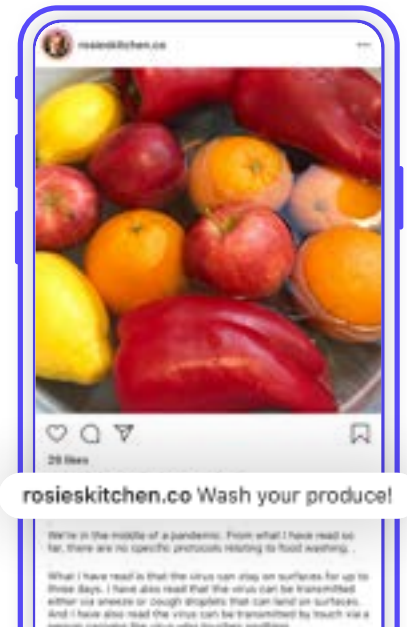 rosieskitchen.co
26 likes
rosieskitchen.co Wash your produce!
We're in the middle of a pandemic. From what I have read so
far, there are no specific protocols relating to food washing.
What I have read is that the virus can stay on surfaces for up to
three days. I have also read that the virus can be transmitted
either via sneeze or cough droplets that can land on surfaces.
And I have also read the virus can be transmitted by touch via a